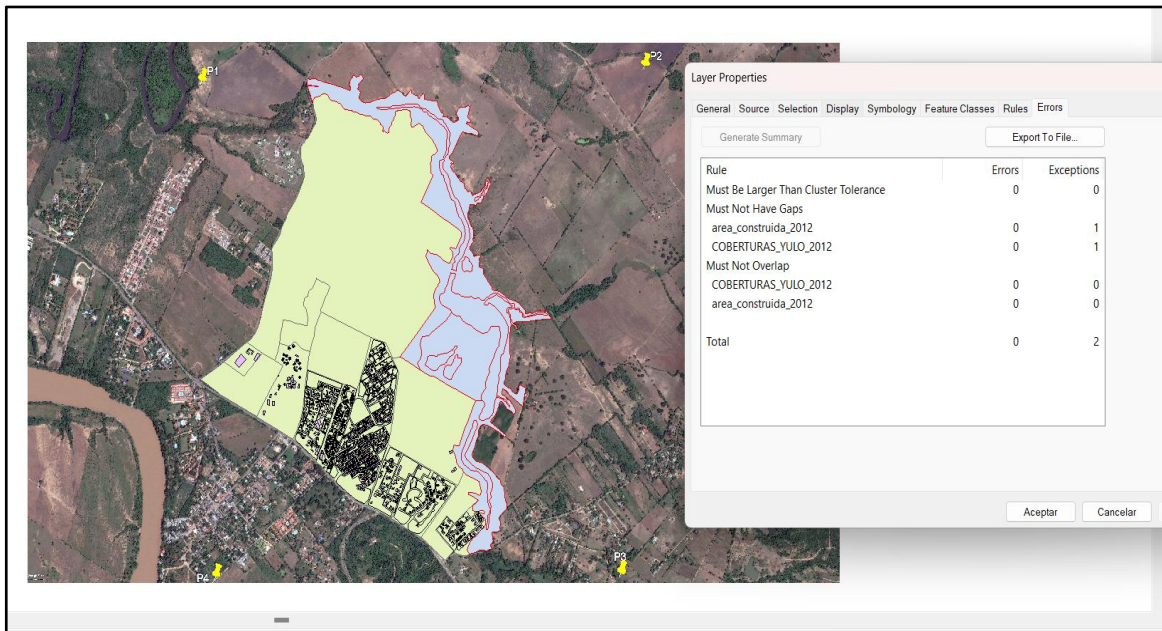 P1
P2
P3
P4
Layer Properties
General Source Selection Display Symbology Feature Classes Rules Errors
Generate Summary Export To File...
Rule Errors Exceptions
Must Be Larger Than Cluster Tolerance 0 0
Must Not Have Gaps
area_construida_2012 0 1
COBERTURAS_YULO_2012 0 1
Must Not Overlap
COBERTURAS_YULO_2012 0 0
area_construida_2012 0 0
Total 0 2
Aceptar Cancelar